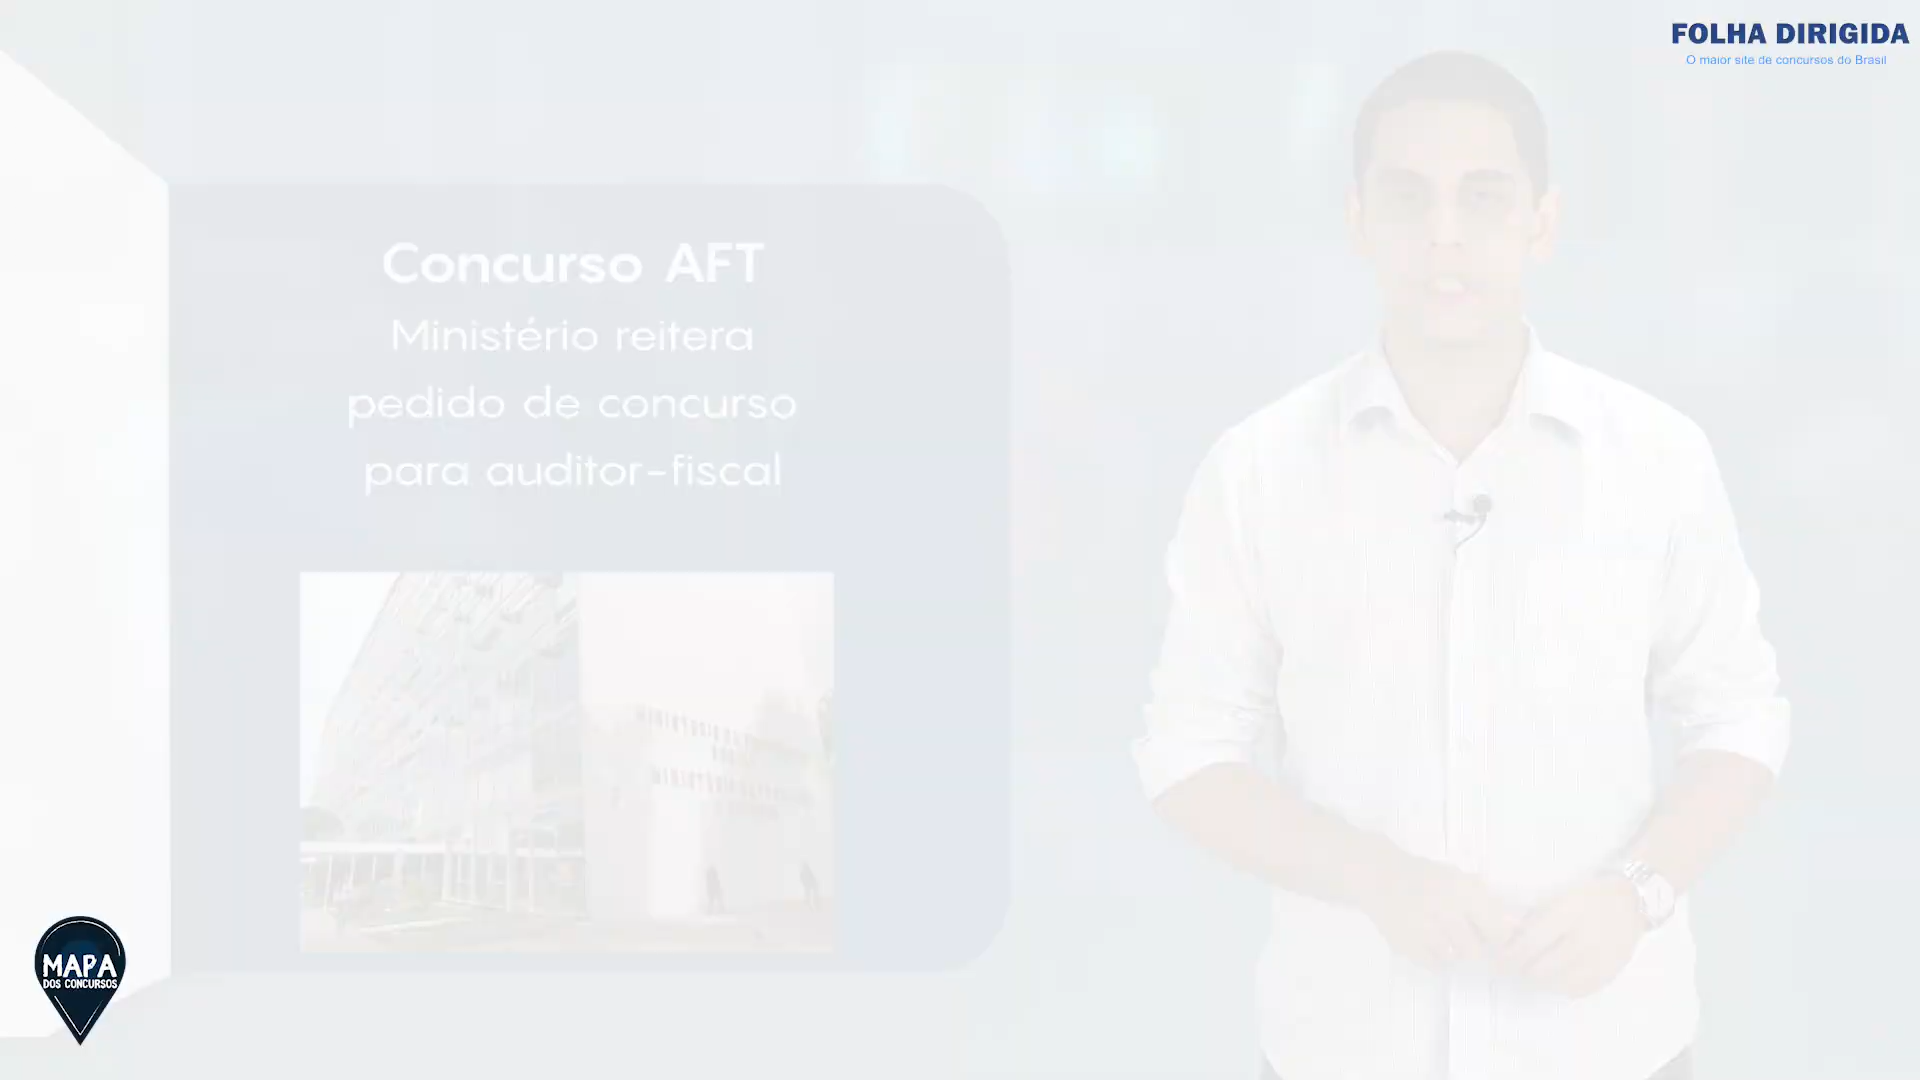 FOLHA DIRIGIDA
O maior site de concursos do Brasil
Concurso AFT
Ministério reitera
pedido de concurso
para auditor-fiscal
MAPA
DOS CONCURSOS